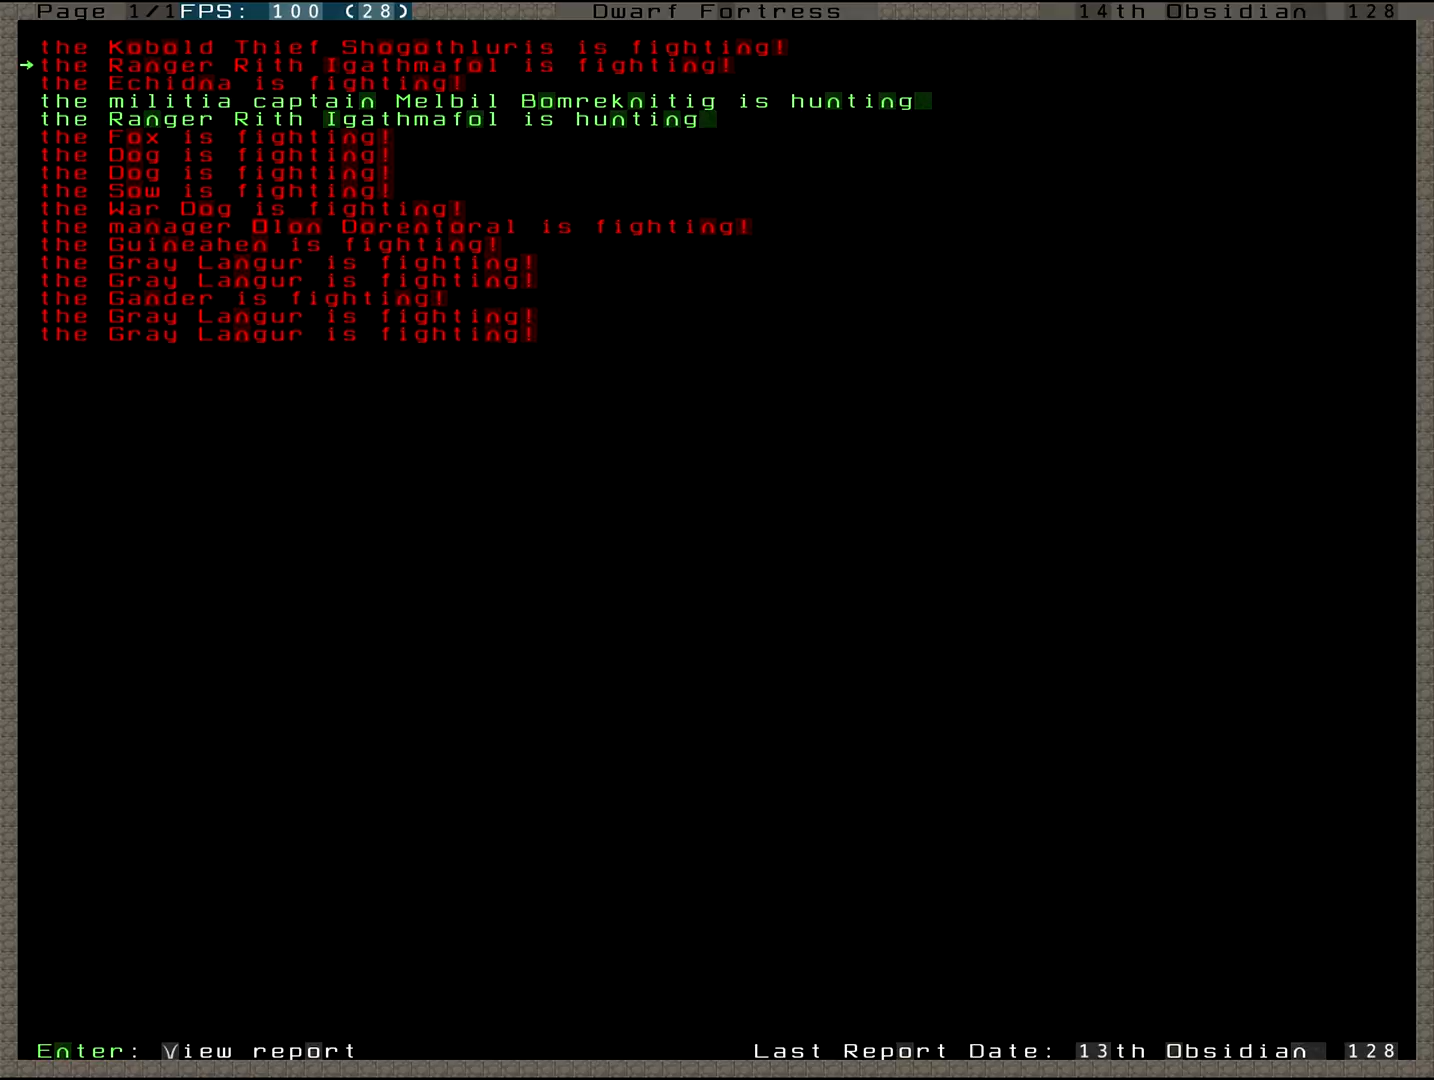 Page 1/1 FPS: 100 (28) Dwarf Fortress 14th Obsidian 128
the Kobold Thief Shogothluris is fighting!
→the Ranger Rith Igathmafol is fighting!
the Echidna is fighting!
the militia captain Melbil Bomreknitig is hunting
the Ranger Rith Igathmafol is hunting
the Fox is fighting!
the Dog is fighting!
the Dog is fighting!
the Sow is fighting!
the War Dog is fighting!
the manager Olon Dorentoral is fighting!
the Guineahen is fighting!
the Gray Langur is fighting!
the Gray Langur is fighting!
the Gander is fighting!
the Gray Langur is fighting!
the Gray Langur is fighting!
Enter: View report Last Report Date: 13th Obsidian 128